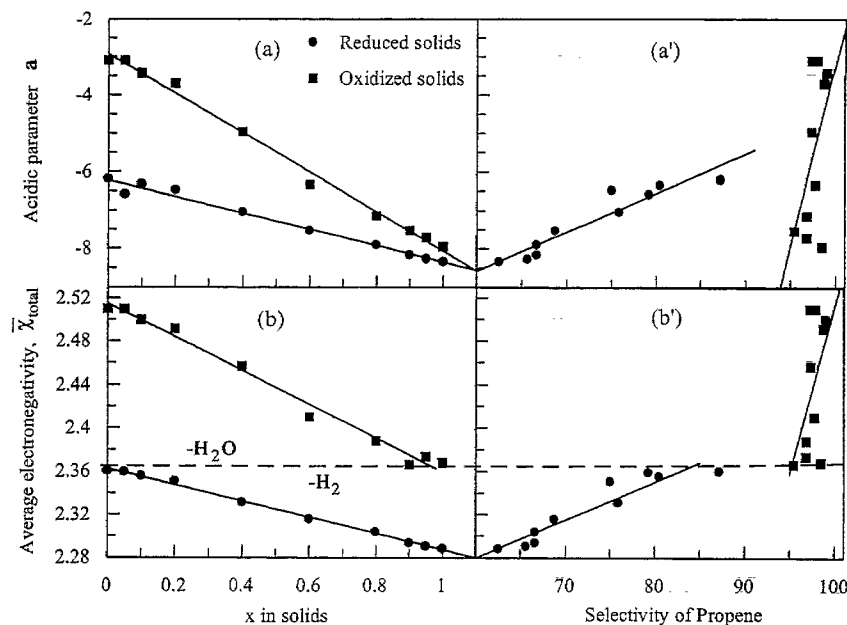 -2
-4
-6
-8
Acidic parameter a
(a)
● Reduced solids
■ Oxidized solids
(a')
2.52
2.48
2.44
2.4
2.36
2.32
2.28
Average electronegativity, χ̅total
(b)
-H2O
-H2
(b')
0 0.2 0.4 0.6 0.8 1
70 80 90 100
x in solids
Selectivity of Propene